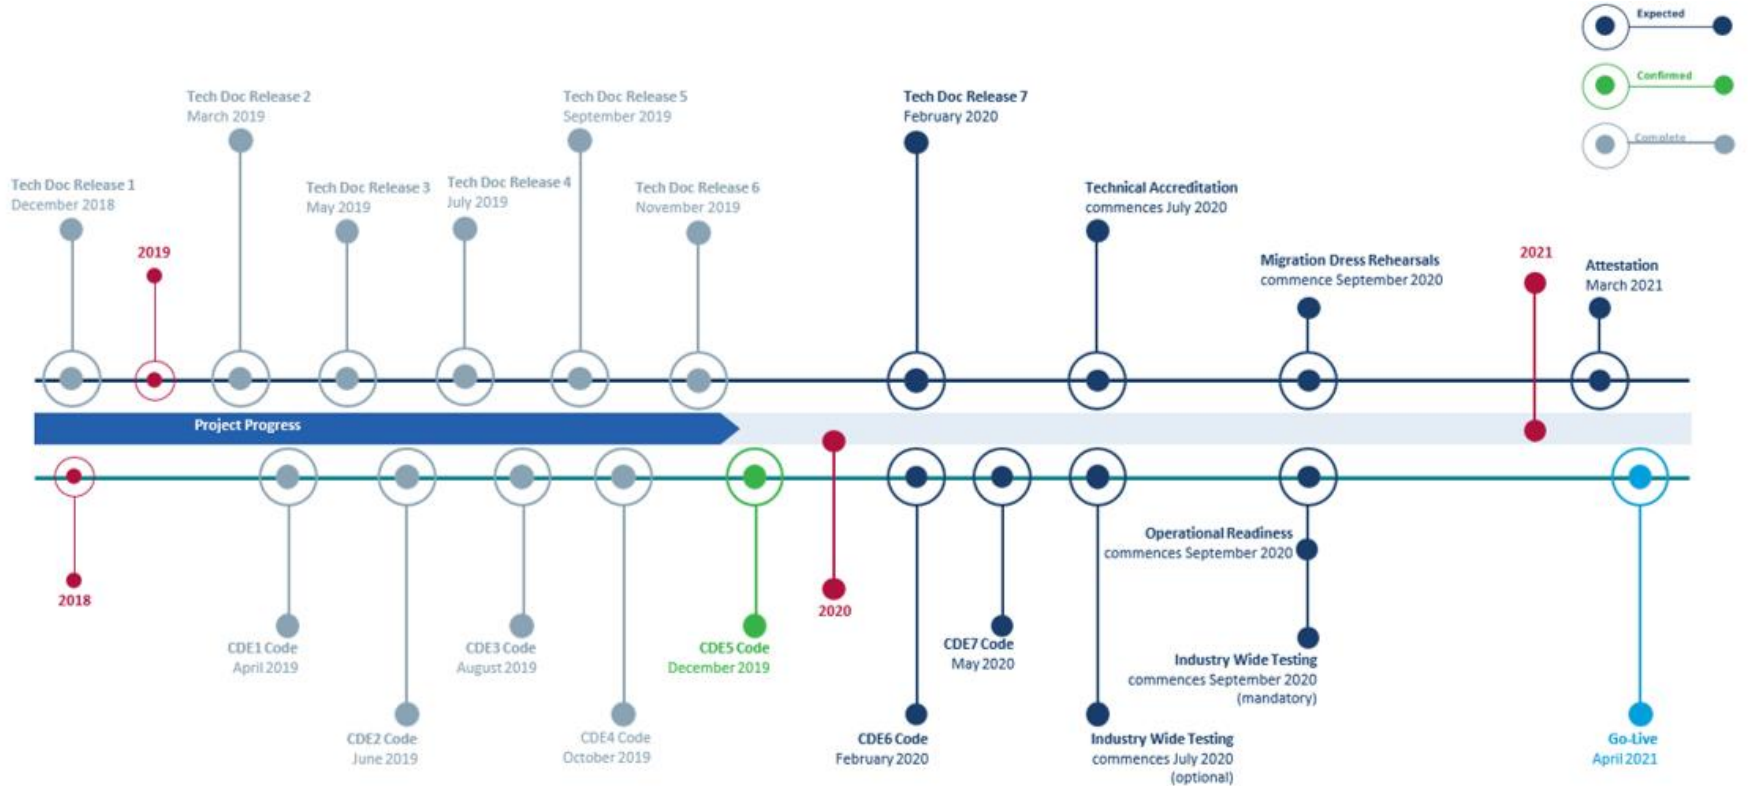 Expected
Confirmed
Complete
Tech Doc Release 1
December 2018
2019
Tech Doc Release 2
March 2019
Tech Doc Release 3
May 2019
Tech Doc Release 4
July 2019
Tech Doc Release 5
September 2019
Tech Doc Release 6
November 2019
Tech Doc Release 7
February 2020
Technical Accreditation
commences July 2020
Migration Dress Rehearsals
commence September 2020
2021
Attestation
March 2021
Project Progress
2018
CDE1 Code
April 2019
CDE2 Code
June 2019
CDE3 Code
August 2019
CDE4 Code
October 2019
CDE5 Code
December 2019
2020
CDE6 Code
February 2020
CDE7 Code
May 2020
Industry Wide Testing
commences July 2020
(optional)
Operational Readiness
commences September 2020
Industry Wide Testing
commences September 2020
(mandatory)
Go-Live
April 2021